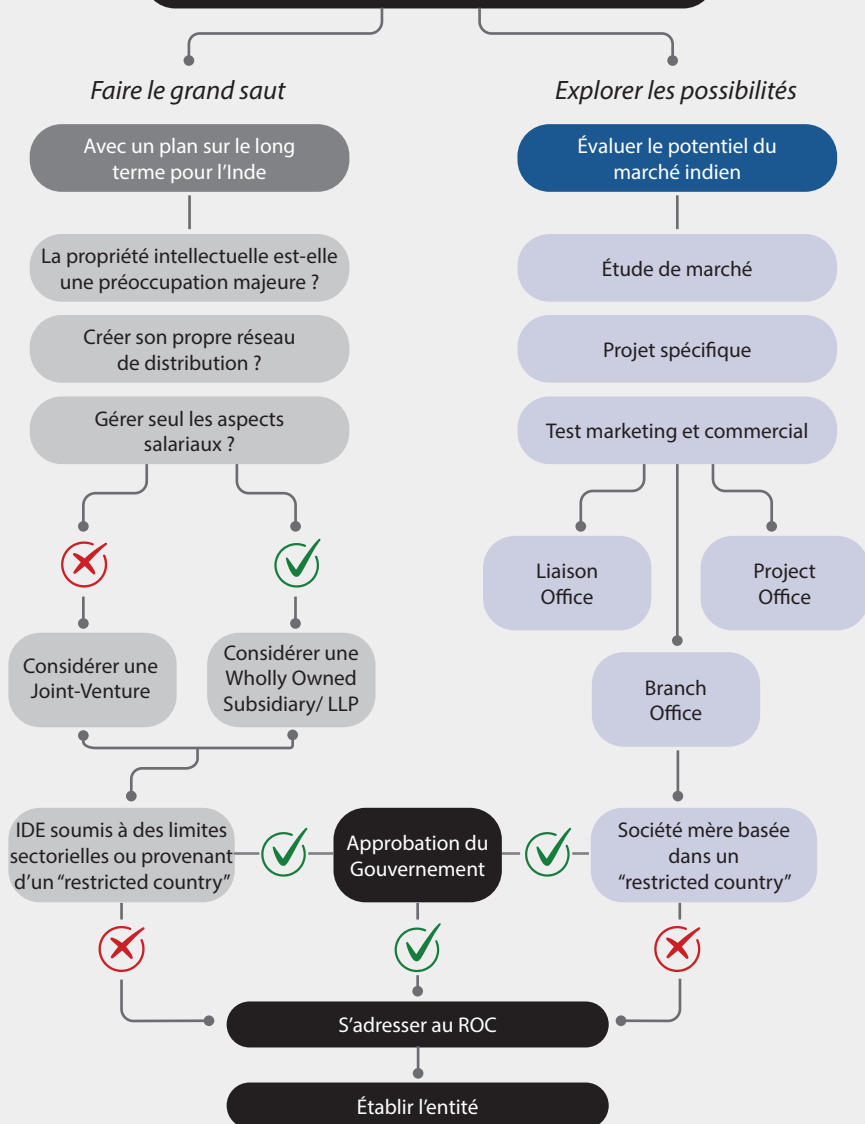 Faire le grand saut
Explorer les possibilités
Avec un plan sur le long
terme pour l'Inde
Évaluer le potentiel du
marché indien
La propriété intellectuelle est-elle
une préoccupation majeure ?
Étude de marché
Créer son propre réseau
de distribution ?
Projet spécifique
Gérer seul les aspects
salariaux ?
Test marketing et commercial
Liaison
Office
Project
Office
Considérer une
Joint-Venture
Considérer une
Wholly Owned
Subsidiary/ LLP
Branch
Office
IDE soumis à des limites
sectorielles ou provenant
d'un “restricted country”
Approbation du
Gouvernement
Société mère basée
dans un
“restricted country”
S'adresser au ROC
Établir l'entité